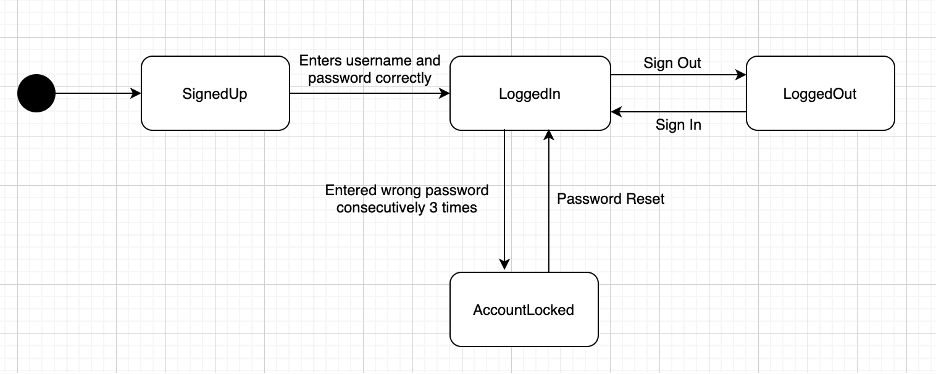 Enters username and
password correctly
Sign Out
SignedUp
LoggedIn
LoggedOut
Sign In
Entered wrong password
consecutively 3 times
Password Reset
AccountLocked